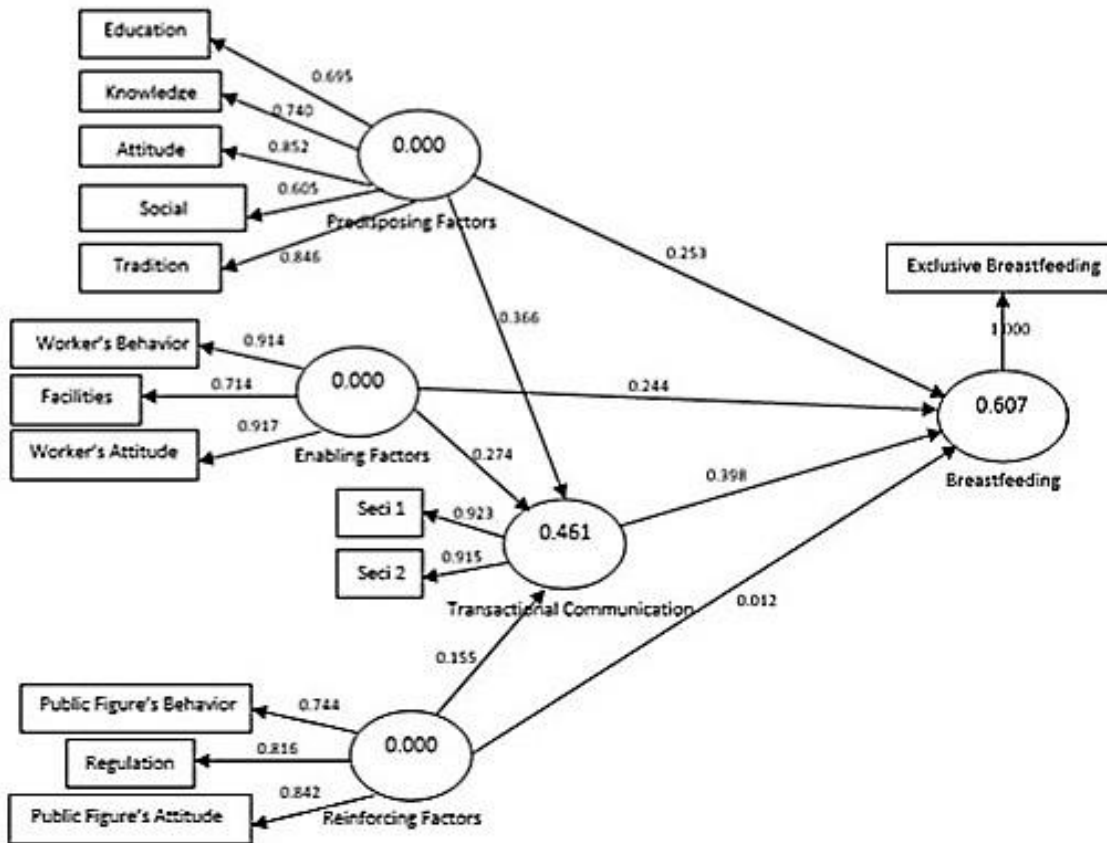 Education
0.695
Knowledge
0.740
0.000
Attitude
0.852
0.605
Social
Predisposing Factors
Tradition
0.846
0.253
Exclusive Breastfeeding
0.366
1.000
Worker's Behavior
0.914
0.000
0.244
Facilities
0.714
0.607
Worker's Attitude
0.917
Enabling Factors
0.274
0.398
Breastfeeding
Seci 1
0.923
0.461
Seci 2
0.915
Transactional Communication
0.012
0.155
Public Figure's Behavior
0.744
0.000
Regulation
0.816
Public Figure's Attitude
0.842
Reinforcing Factors